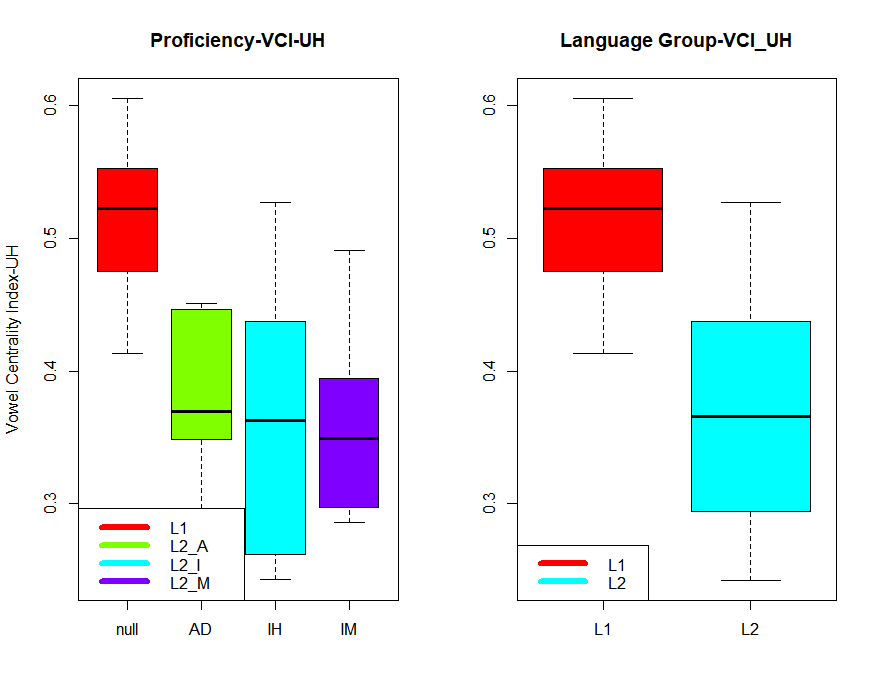 Proficiency-VCI-UH
Language Group-VCI_UH
Vowel Centrality Index-UH
0.6
0.5
0.4
0.3
L1
L2_A
L2_I
L2_M
null AD IH IM
0.6
0.5
0.4
0.3
L1
L2
L1 L2